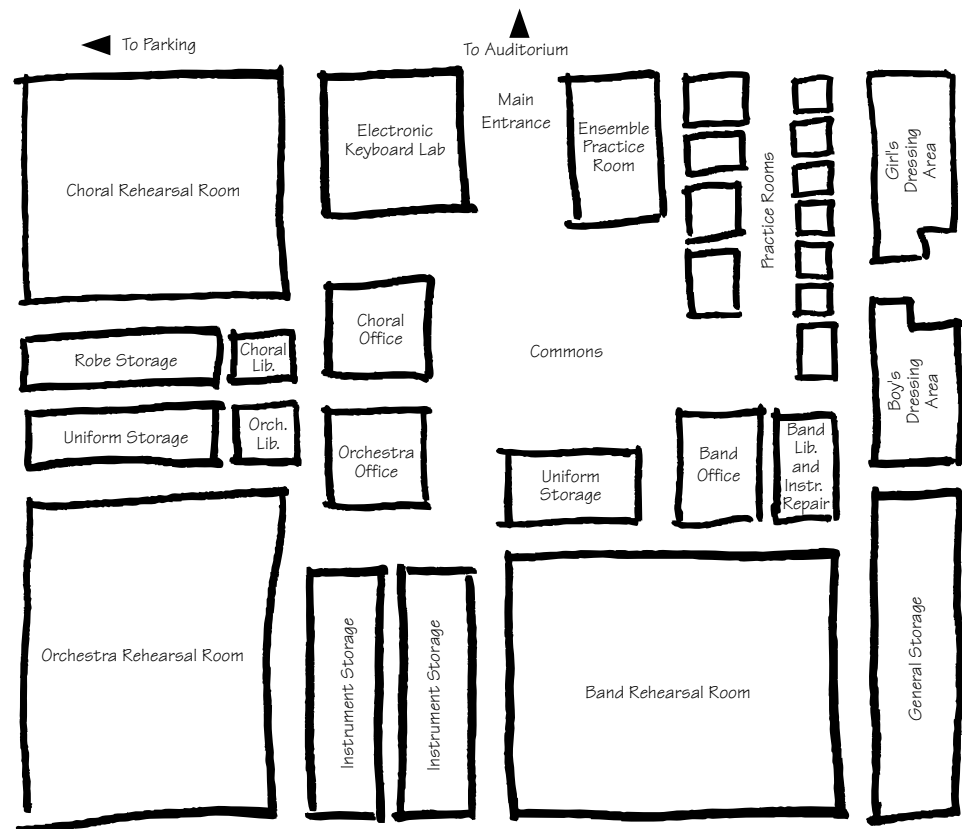 To Parking
To Auditorium
Main
Entrance
Choral Rehearsal Room
Electronic
Keyboard Lab
Ensemble
Practice
Room
Practice Rooms
Girl's
Dressing
Area
Robe Storage
Choral
Lib.
Choral
Office
Commons
Boy's
Dressing
Area
Uniform Storage
Orch.
Lib.
Orchestra
Office
Uniform
Storage
Band
Office
Band
Lib.
and
Instr.
Repair
Orchestra Rehearsal Room
Instrument Storage
Instrument Storage
Band Rehearsal Room
General Storage